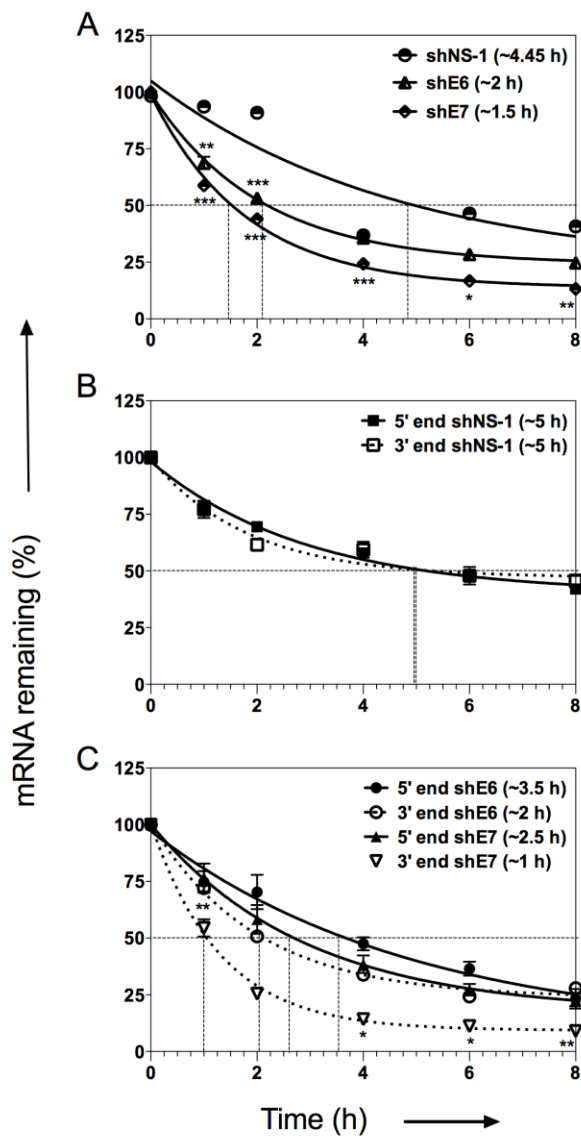 A
125
shNS-1 (~4.45 h)
100
shE6 (~2 h)
shE7 (~1.5 h)
75
**
***
50
***
***
25
***
*
**
0
0 2 4 6 8
B
125
5' end shNS-1 (~5 h)
3' end shNS-1 (~5 h)
100
75
50
25
0
0 2 4 6 8
mRNA remaining (%)
C
125
5' end shE6 (~3.5 h)
3' end shE6 (~2 h)
100
5' end shE7 (~2.5 h)
3' end shE7 (~1 h)
75
**
50
25
*
*
**
0
0 2 4 6 8
Time (h)